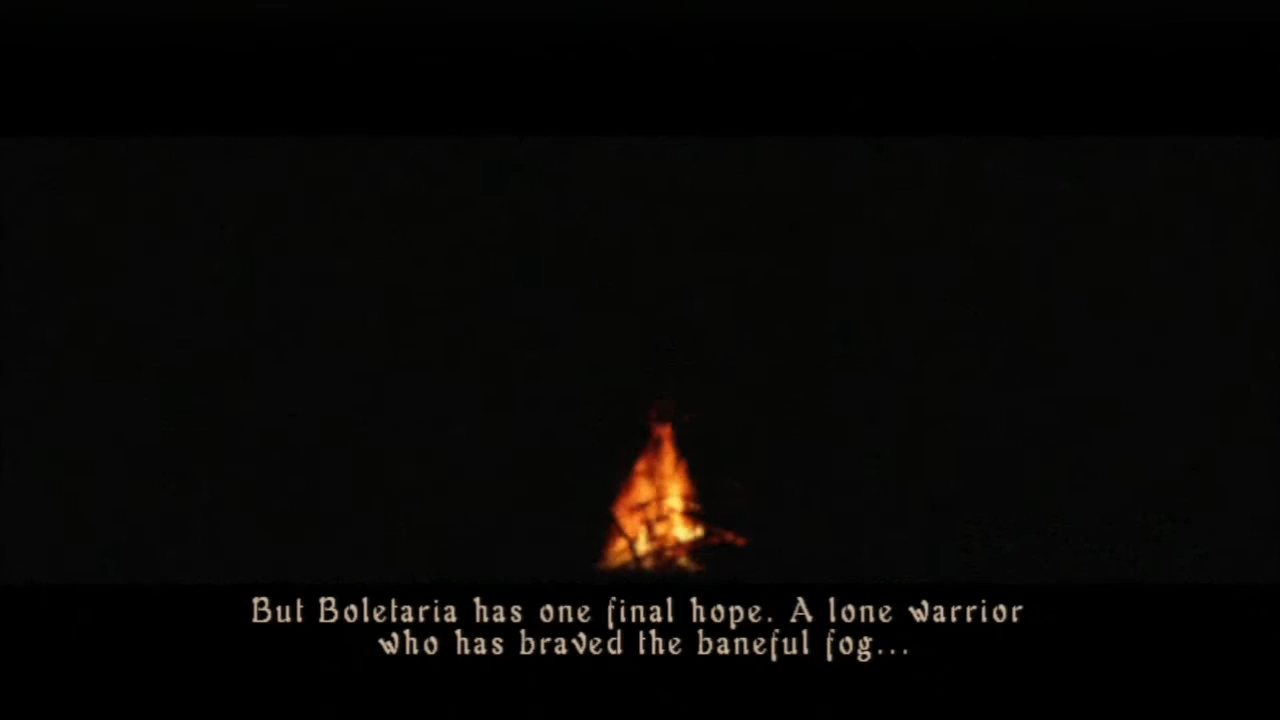 But Boletaria has one final hope. A lone warrior
who has braved the baneful fog...